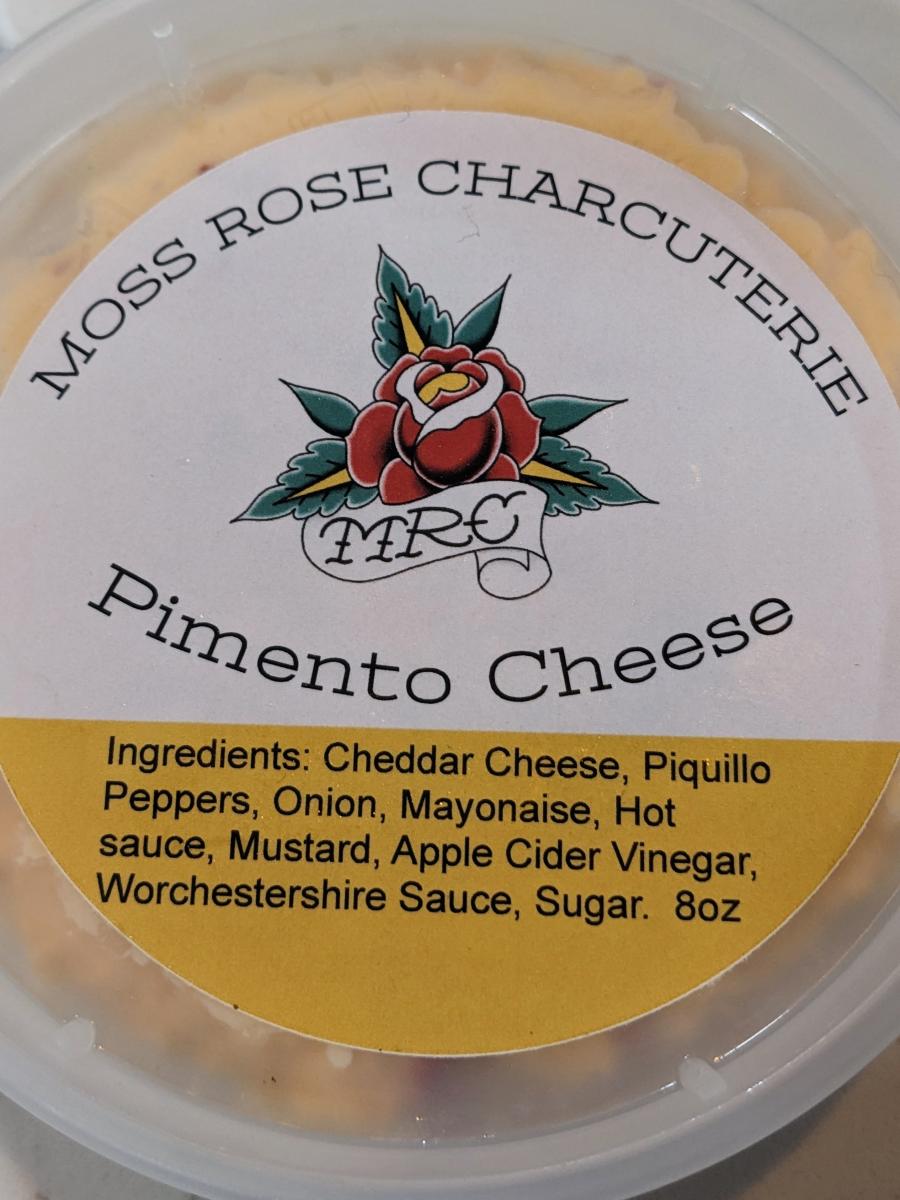 MOSS ROSE CHARCUTERIE
MRC
Pimento Cheese
Ingredients: Cheddar Cheese, Piquillo
Peppers, Onion, Mayonaise, Hot
sauce, Mustard, Apple Cider Vinegar,
Worchestershire Sauce, Sugar. 8oz